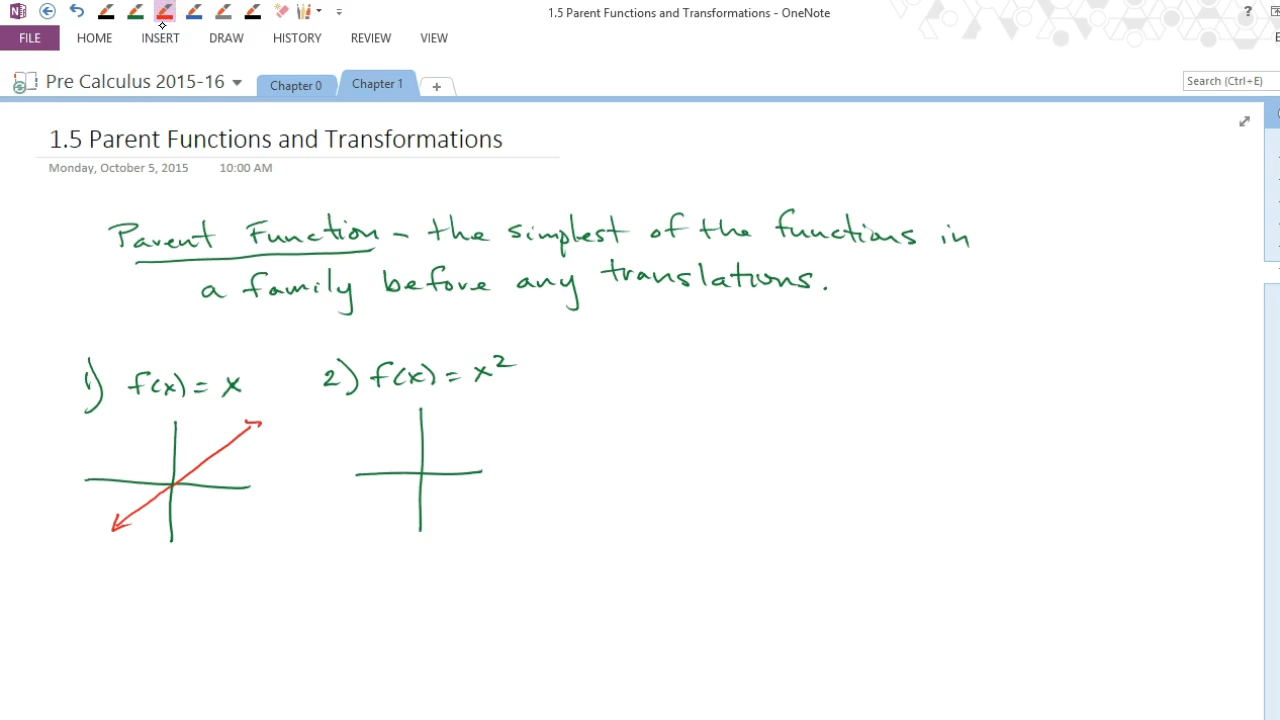 1.5 Parent Functions and Transformations - OneNote
?
FILE HOME INSERT DRAW HISTORY REVIEW VIEW
Pre Calculus 2015-16 Chapter 0 Chapter 1 +
Search (Ctrl+E)
1.5 Parent Functions and Transformations
Monday, October 5, 2015 10:00 AM
Parent Function - the simplest of the functions in
a family before any translations.
1) f(x) = x 2) f(x) = x²